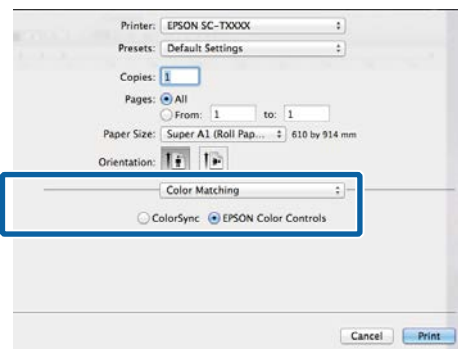 Printer: EPSON SC-TXXXX
Presets: Default Settings
Copies: 1
Pages: All
From: 1 to: 1
Paper Size: Super A1 (Roll Pap... 610 by 914 mm
Orientation:
Color Matching
ColorSync EPSON Color Controls
Cancel Print